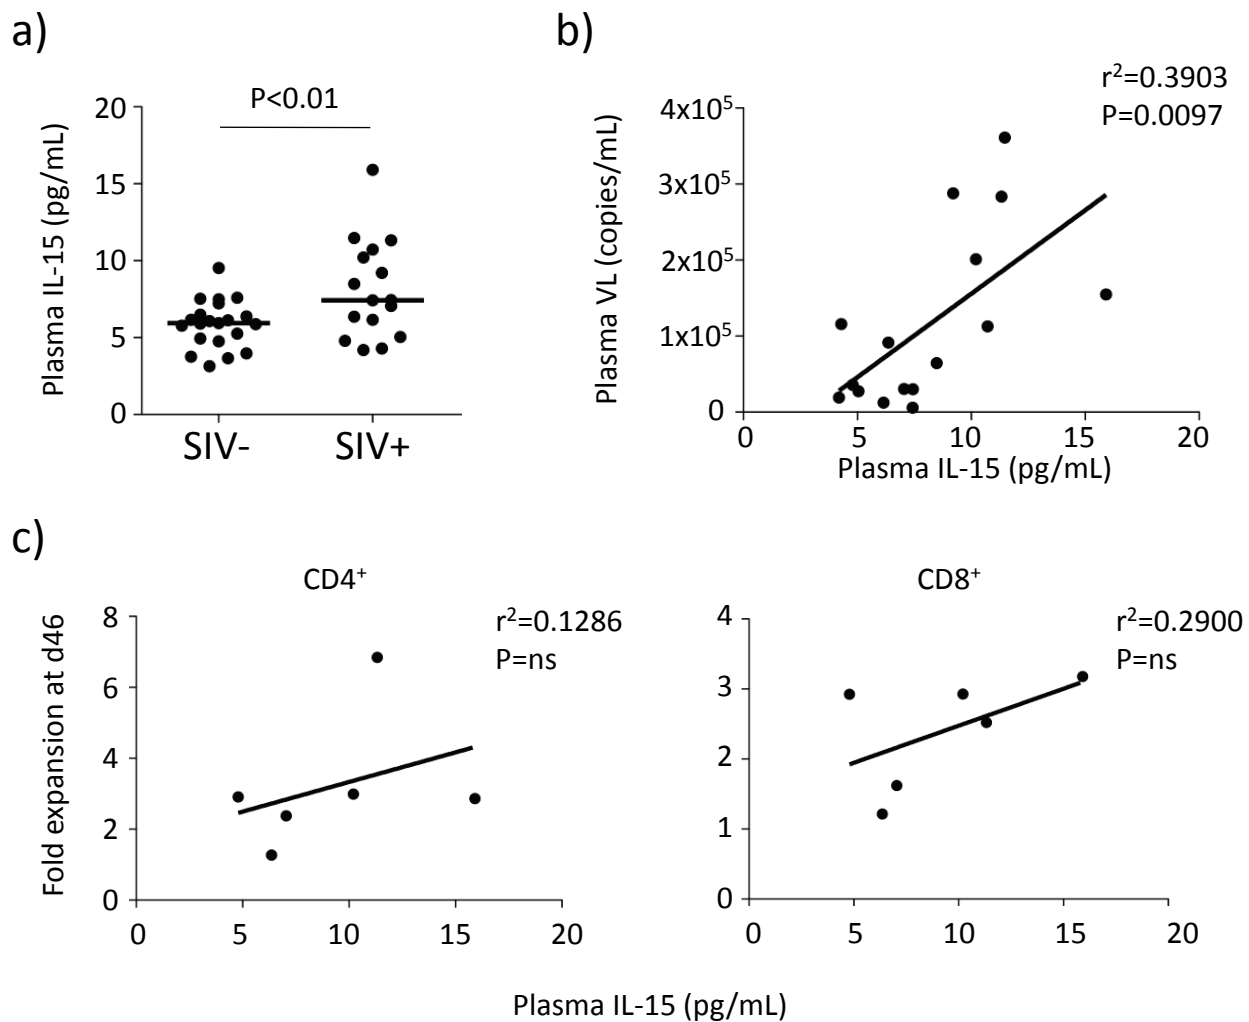 a)
P<0.01
Plasma IL-15 (pg/mL)
20
15
10
5
0
SIV-
SIV+
b)
r²=0.3903
P=0.0097
Plasma VL (copies/mL)
4x10⁵
3x10⁵
2x10⁵
1x10⁵
0
0 5 10 15 20
Plasma IL-15 (pg/mL)
c)
CD4⁺
r²=0.1286
P=ns
Fold expansion at d46
8
6
4
2
0
0 5 10 15 20
CD8⁺
r²=0.2900
P=ns
4
3
2
1
0
0 5 10 15 20
Plasma IL-15 (pg/mL)